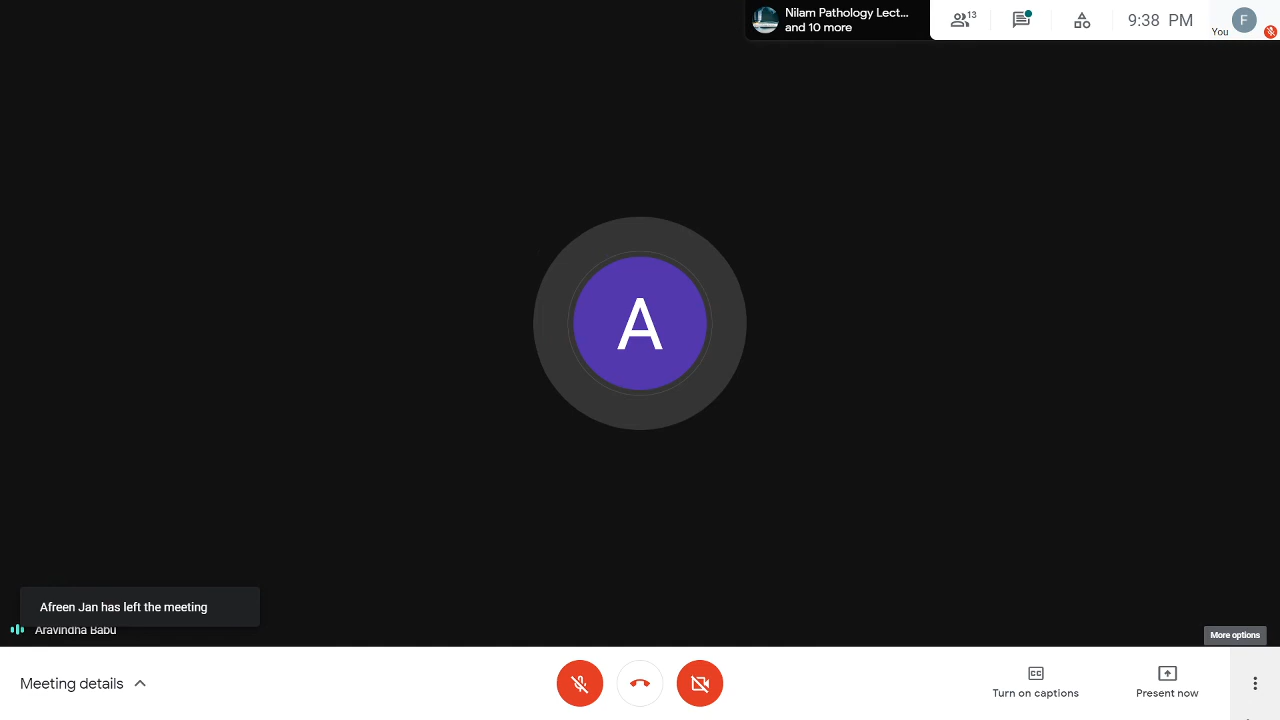 Nilam Pathology Lect...
and 10 more
13
9:38 PM
F
You
A
Afreen Jan has left the meeting
Aravindha Babu
More options
Meeting details
CC
Turn on captions
Present now